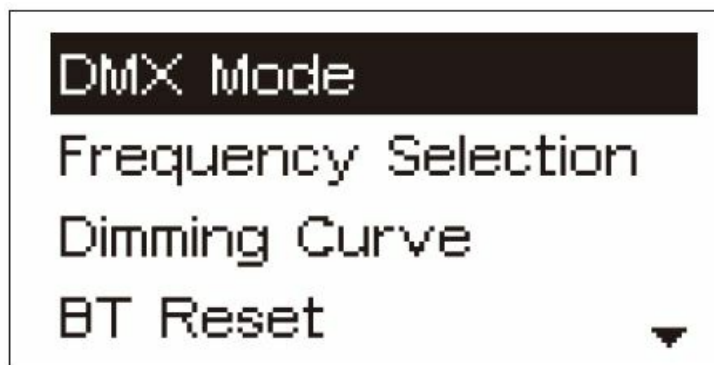 DMX Mode
Frequency Selection
Dimming Curve
BT Reset